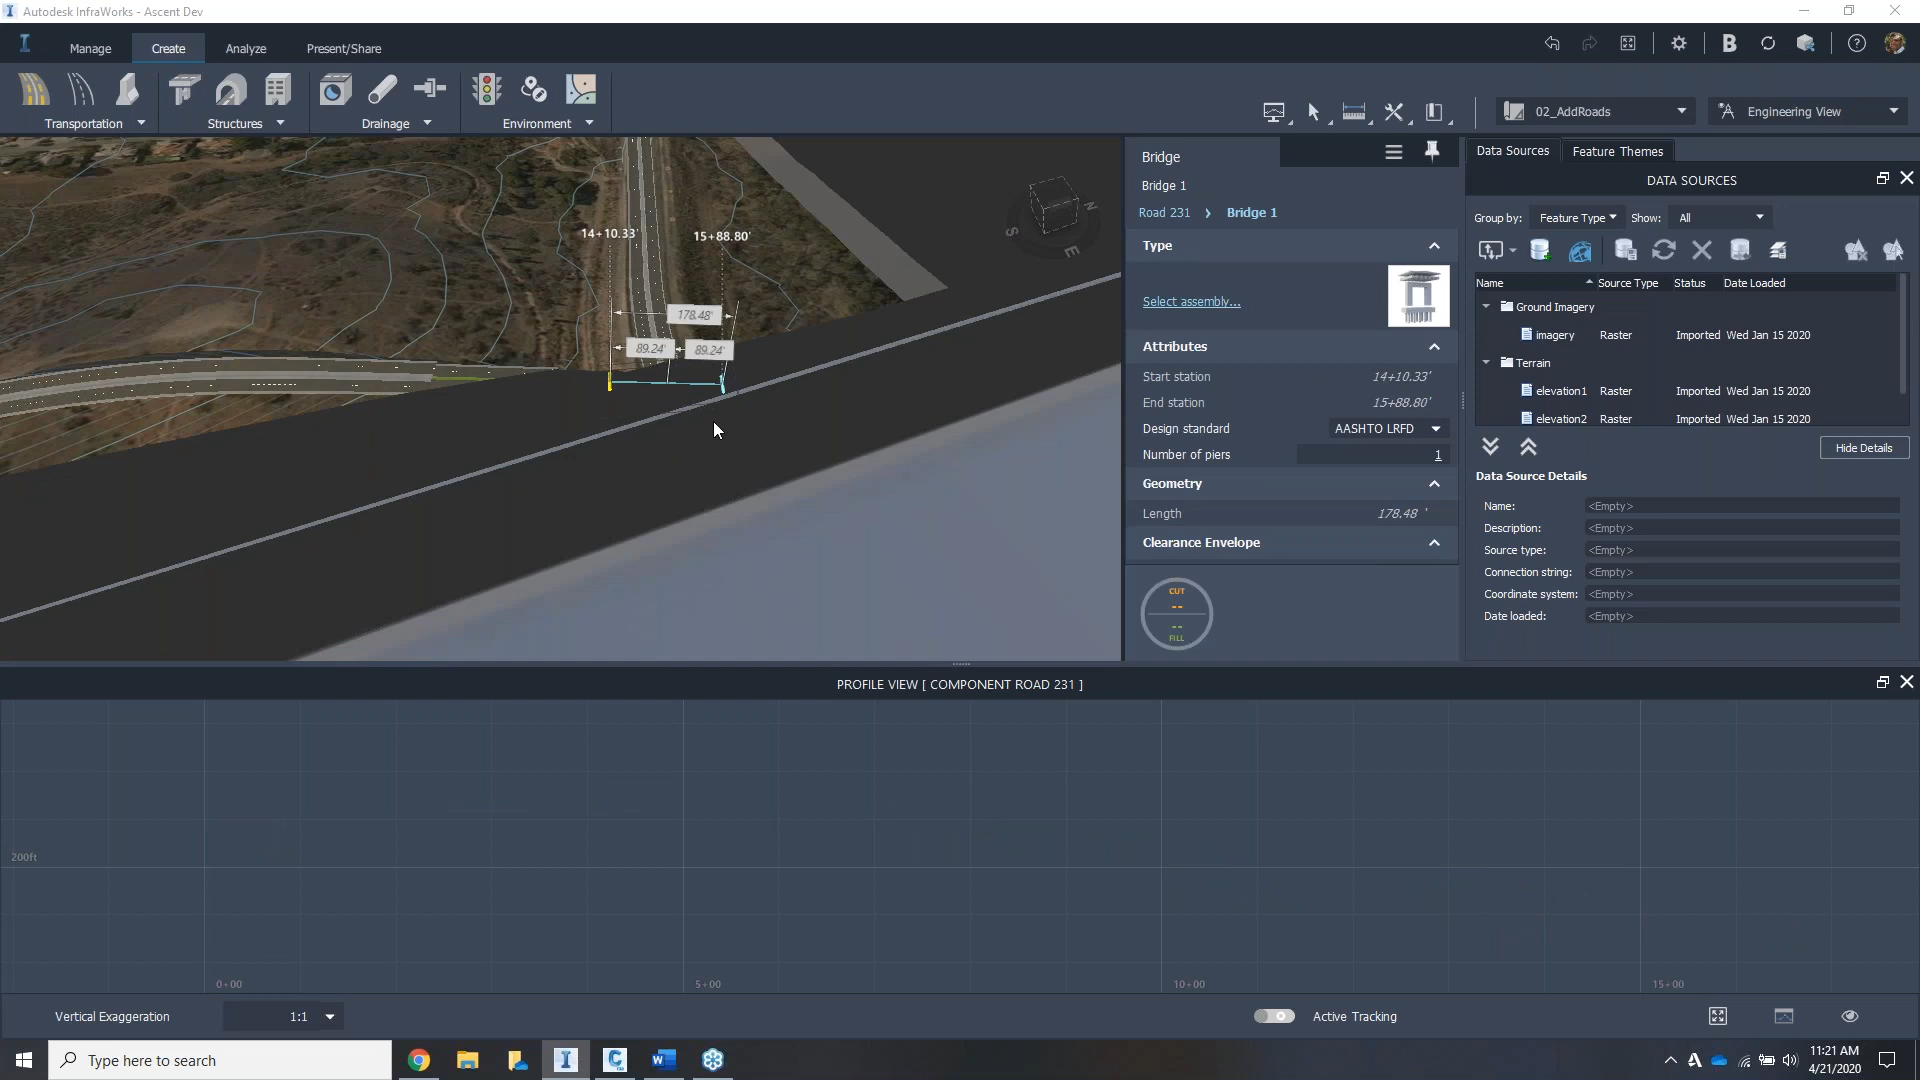 Autodesk InfraWorks - Ascent Dev
Manage Create Analyze Present/Share
Transportation Structures Drainage Environment
02_AddRoads Engineering View
14+10.33' 15+88.80'
178.48'
89.24' 89.24'
N
S
E
Bridge
Bridge 1
Road 231 > Bridge 1
Type
Select assembly...
Attributes
Start station 14+10.33'
End station 15+88.80'
Design standard AASHTO LRFD
Number of piers 1
Geometry
Length 178.48 '
Clearance Envelope
CUT
--
--
FILL
Data Sources Feature Themes
DATA SOURCES
Group by: Feature Type Show: All
Name Source Type Status Date Loaded
Ground Imagery
imagery Raster Imported Wed Jan 15 2020
Terrain
elevation1 Raster Imported Wed Jan 15 2020
elevation2 Raster Imported Wed Jan 15 2020
Hide Details
Data Source Details
Name: <Empty>
Description: <Empty>
Source type: <Empty>
Connection string: <Empty>
Coordinate system: <Empty>
Date loaded: <Empty>
PROFILE VIEW [ COMPONENT ROAD 231 ]
200ft
0+00 5+00 10+00 15+00
Vertical Exaggeration 1:1 Active Tracking
Type here to search
11:21 AM
4/21/2020